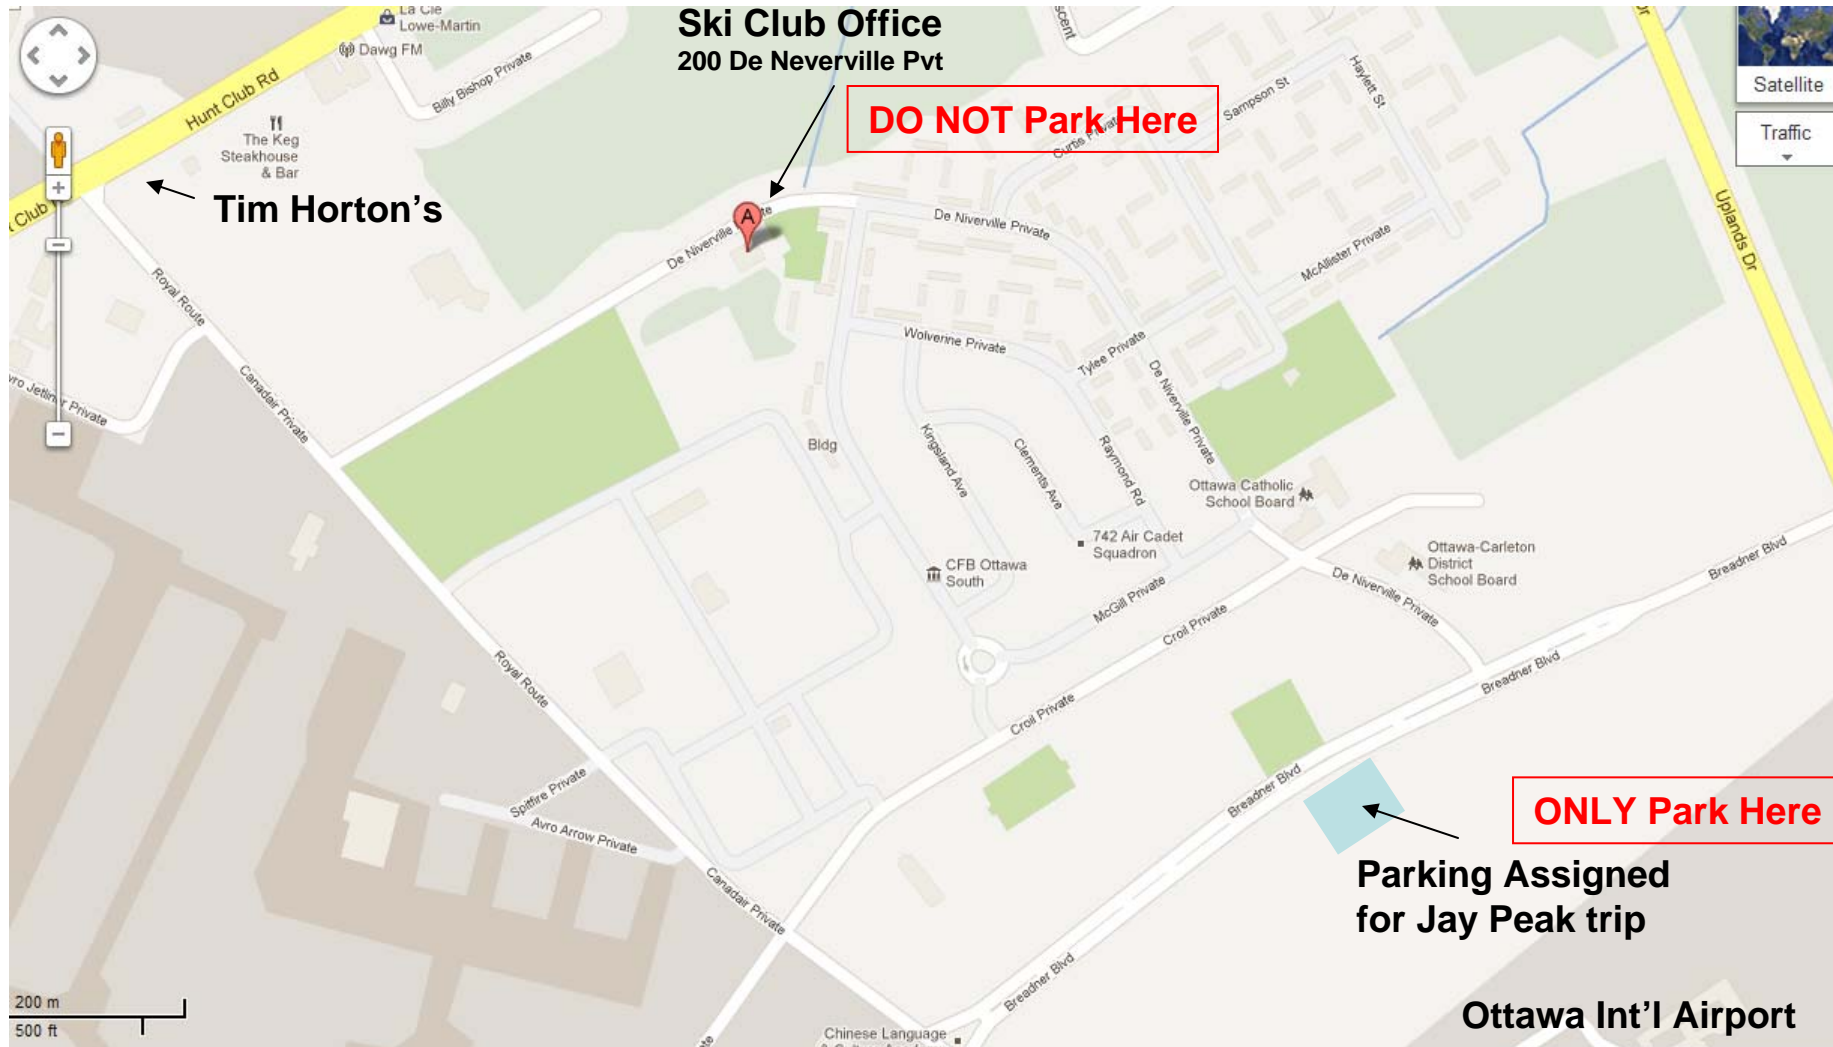 La Cie
Lowe-Martin
Dawg FM
Ski Club Office
200 De Neverville Pvt
DO NOT Park Here
Satellite
Traffic
Hunt Club Rd
Billy Bishop Private
The Keg
Steakhouse
& Bar
Tim Horton's
Club
Royal Route
Canadair Private
Jetliner Private
De Niverville
A
De Niverville Private
Curtis Private
Sampson St
Haylett St
Uplands Dr
McAllister Private
Wolverine Private
Tylee Private
De Niverville Private
Bldg
Kingsland Ave
Clements Ave
Raymond Rd
Ottawa Catholic
School Board
742 Air Cadet
Squadron
CFB Ottawa
South
McGill Private
Croil Private
De Niverville Private
Ottawa-Carleton
District
School Board
Breadner Blvd
Breadner Blvd
Royal Route
Croil Private
Spitfire Private
Avro Arrow Private
Canadair Private
Breadner Blvd
ONLY Park Here
Parking Assigned
for Jay Peak trip
Breadner Blvd
Ottawa Int'l Airport
200 m
500 ft
Chinese Language